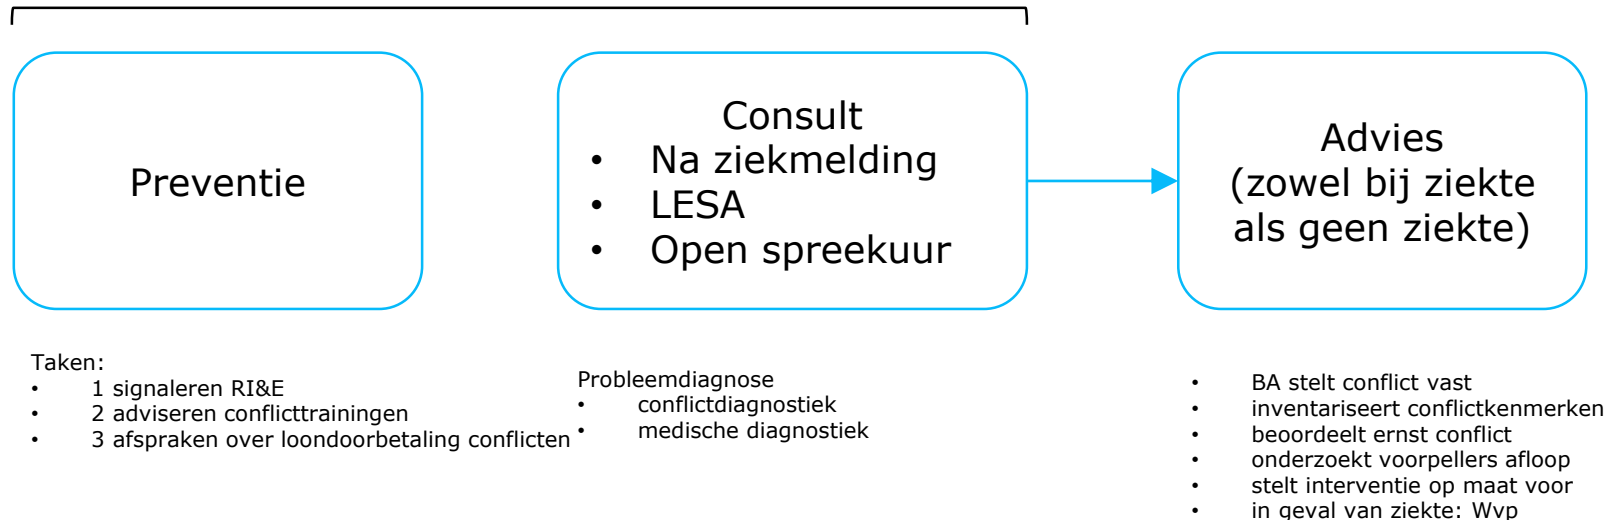 Preventie
Consult
• Na ziekmelding
• LESA
• Open spreekuur
Advies
(zowel bij ziekte
als geen ziekte)
Taken:
• 1 signaleren RI&E
• 2 adviseren conflicttrainingen
• 3 afspraken over loondoorbetaling conflicten
Probleemdiagnose
• conflictdiagnostiek
• medische diagnostiek
• BA stelt conflict vast
• inventariseert conflictkenmerken
• beoordeelt ernst conflict
• onderzoekt voorpellers afloop
• stelt interventie op maat voor
• in geval van ziekte: Wvp